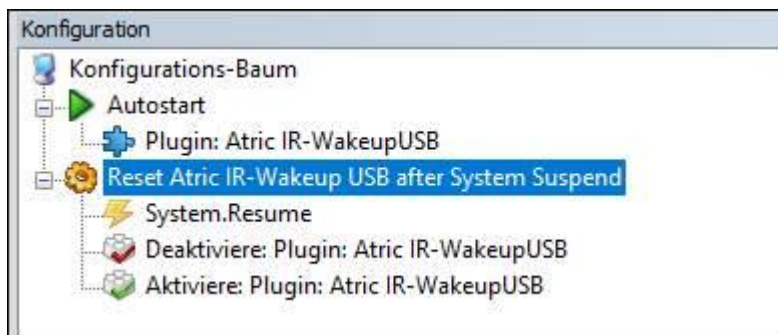 Konfiguration
Konfigurations-Baum
Autostart
Plugin: Atric IR-WakeupUSB
Reset Atric IR-Wakeup USB after System Suspend
System.Resume
Deaktiviere: Plugin: Atric IR-WakeupUSB
Aktiviere: Plugin: Atric IR-WakeupUSB